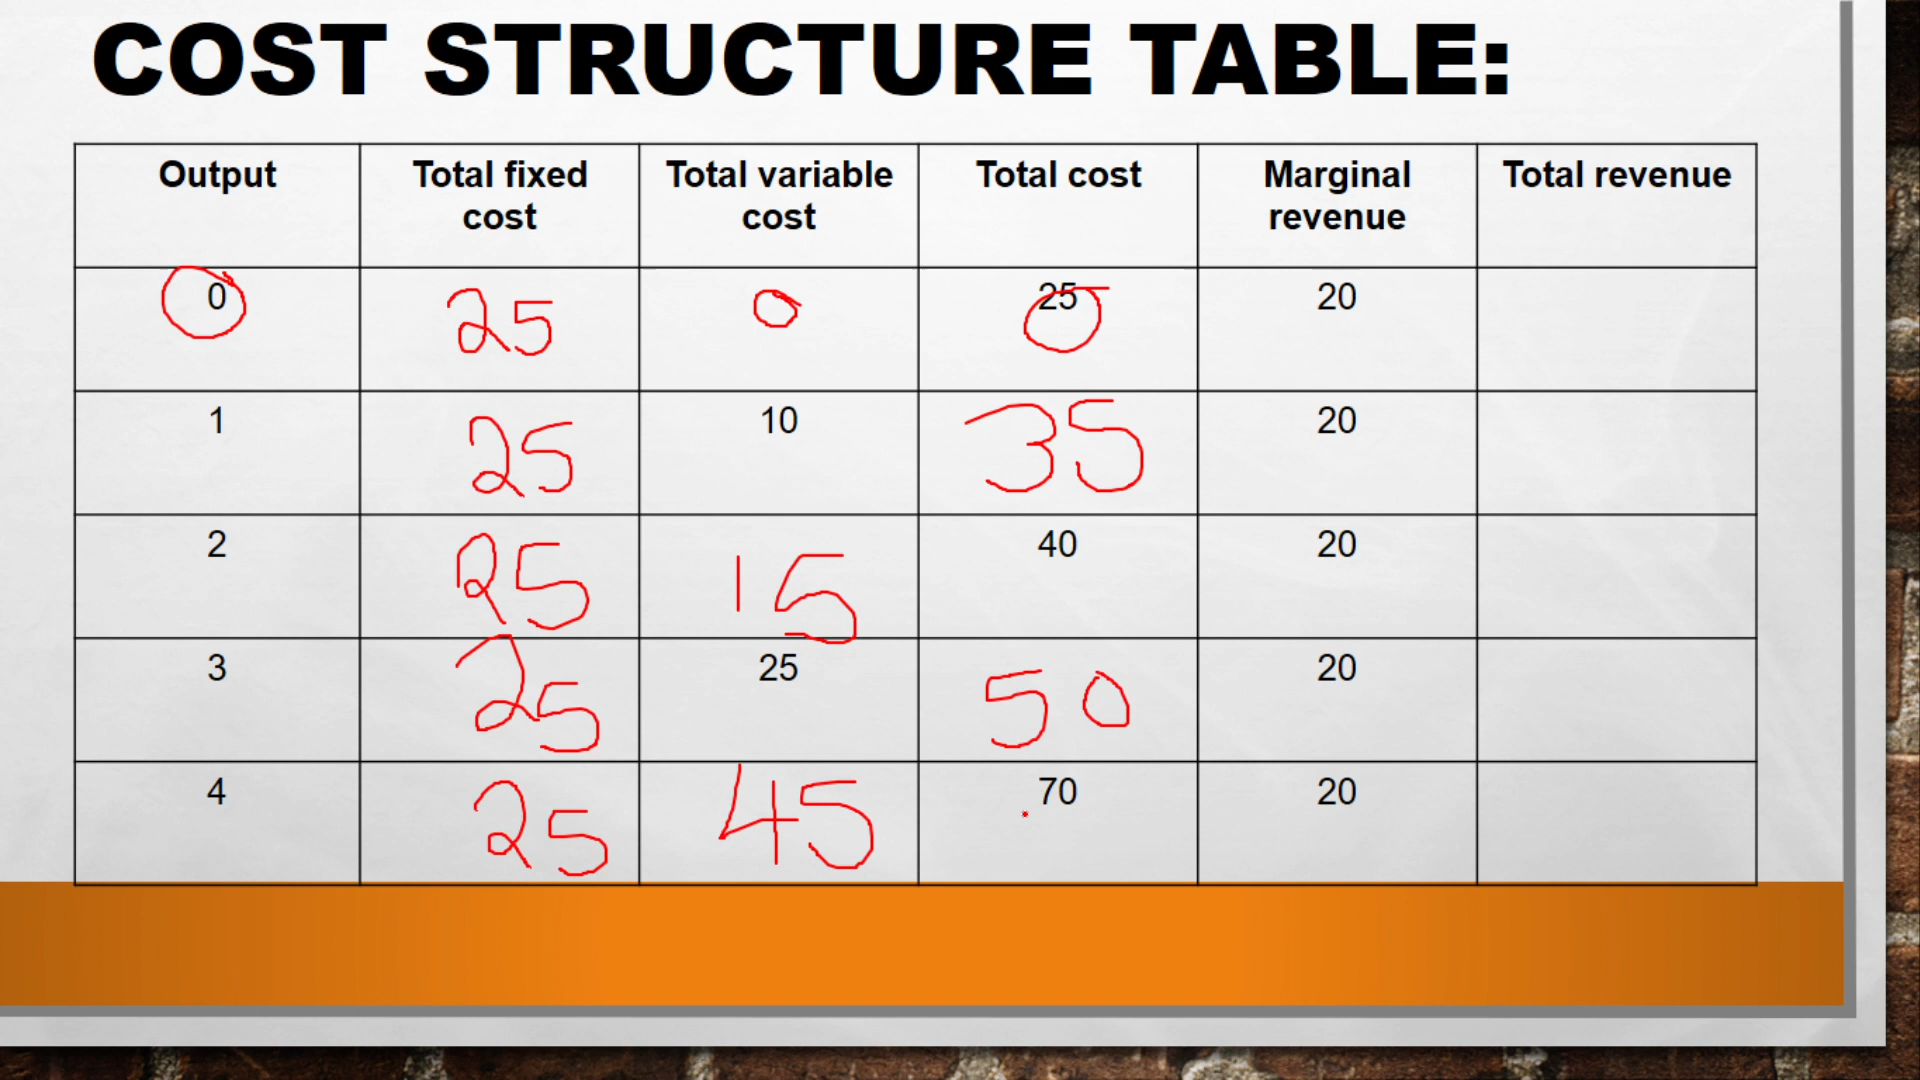 COST STRUCTURE TABLE:
Output Total fixed cost Total variable cost Total cost Marginal revenue Total revenue
0 25 0 25 20
1 25 10 35 20
2 25 15 40 20
3 25 25 50 20
4 25 45 70 20